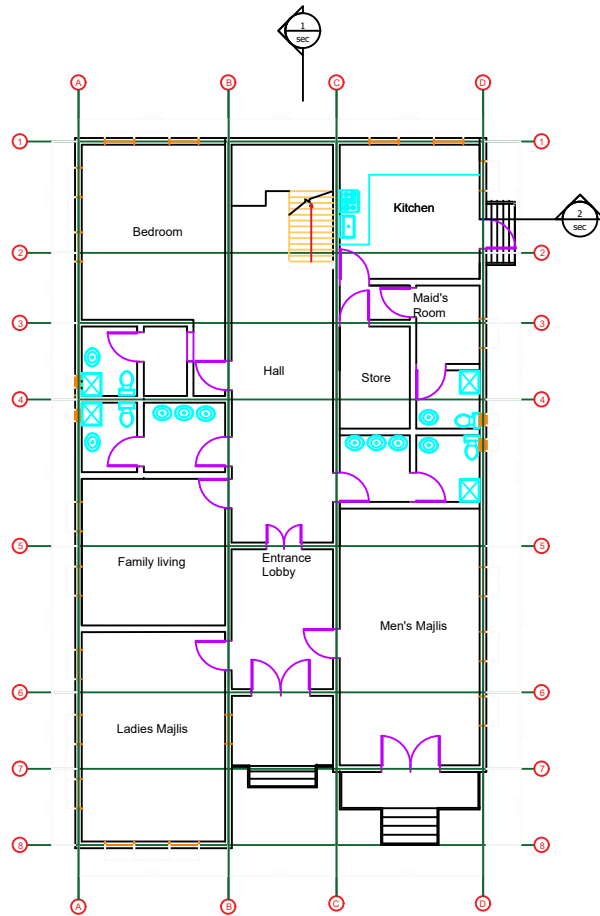 1
sec
A
B
C
D
1
1
Kitchen
2
sec
Bedroom
2
2
Maid's
Room
3
3
Hall
Store
4
4
5
5
Entrance
Lobby
Family living
Men's Majlis
6
6
Ladies Majlis
7
7
8
8
A
B
C
D